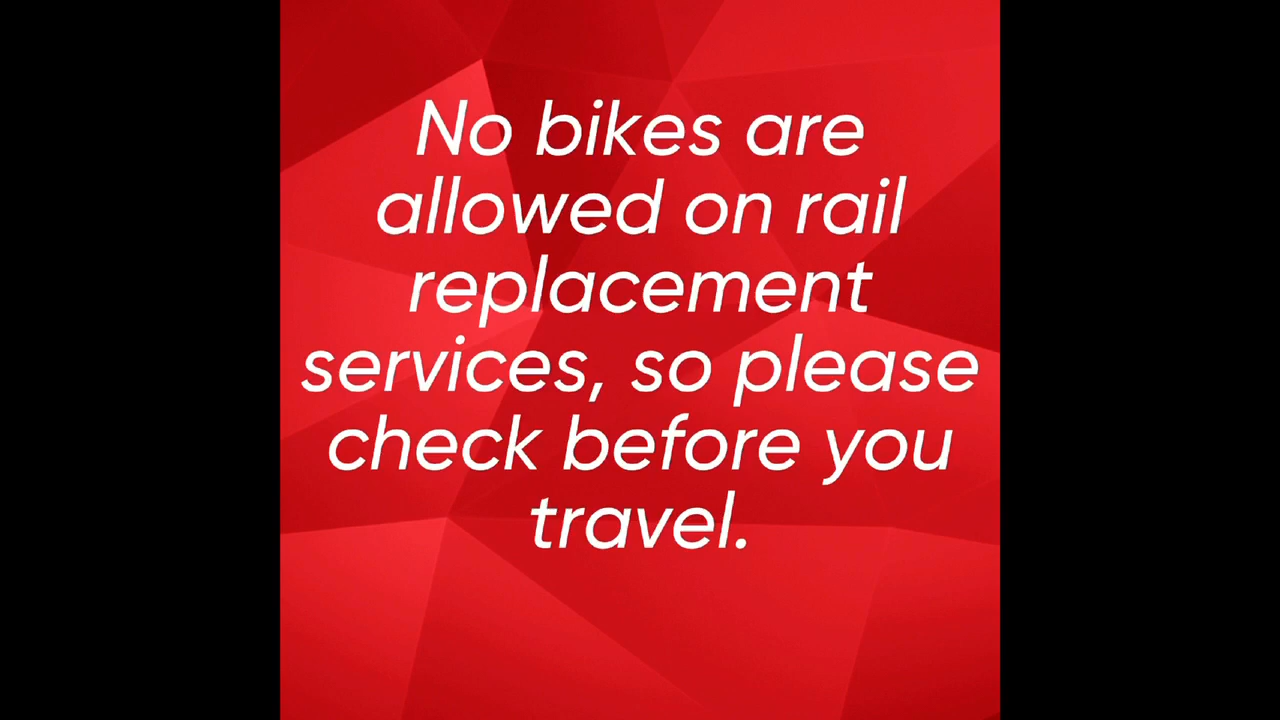 No bikes are
allowed on rail
replacement
services, so please
check before you
travel.